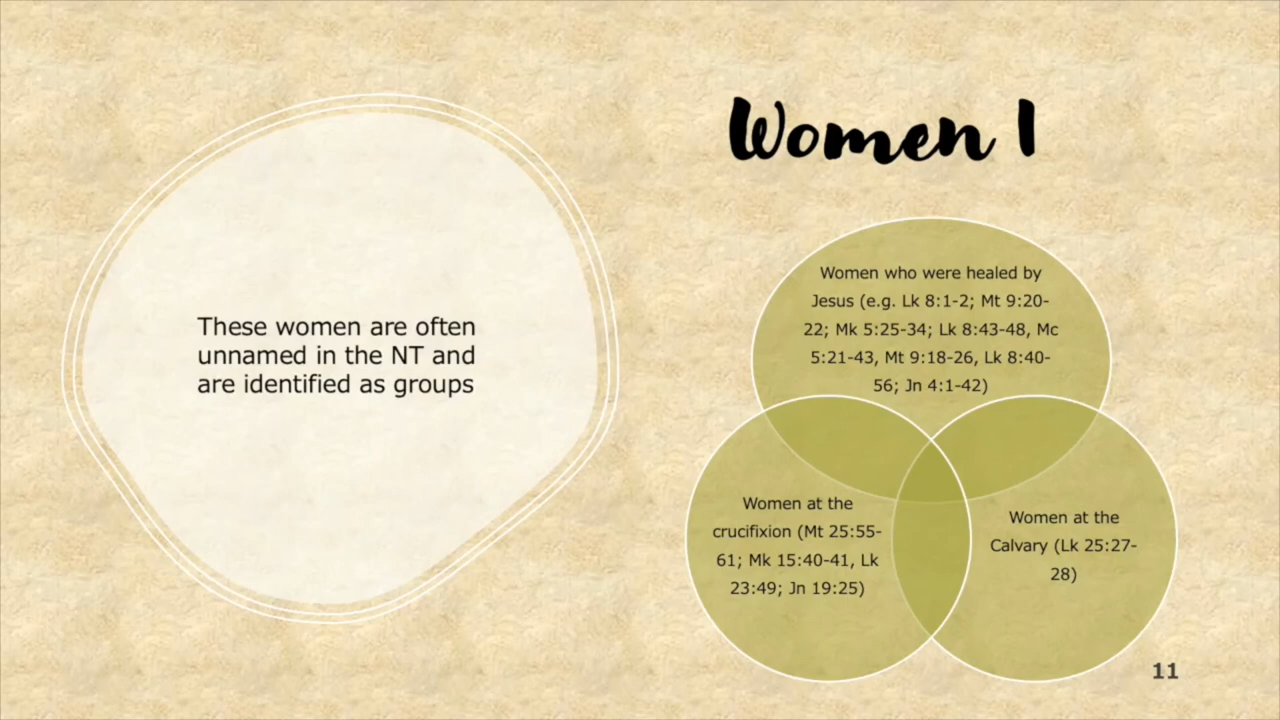 Women I
These women are often
unnamed in the NT and
are identified as groups
Women who were healed by
Jesus (e.g. Lk 8:1-2; Mt 9:20-
22; Mk 5:25-34; Lk 8:43-48, Mc
5:21-43, Mt 9:18-26, Lk 8:40-
56; Jn 4:1-42)
Women at the
crucifixion (Mt 25:55-
61; Mk 15:40-41, Lk
23:49; Jn 19:25)
Women at the
Calvary (Lk 25:27-
28)
11